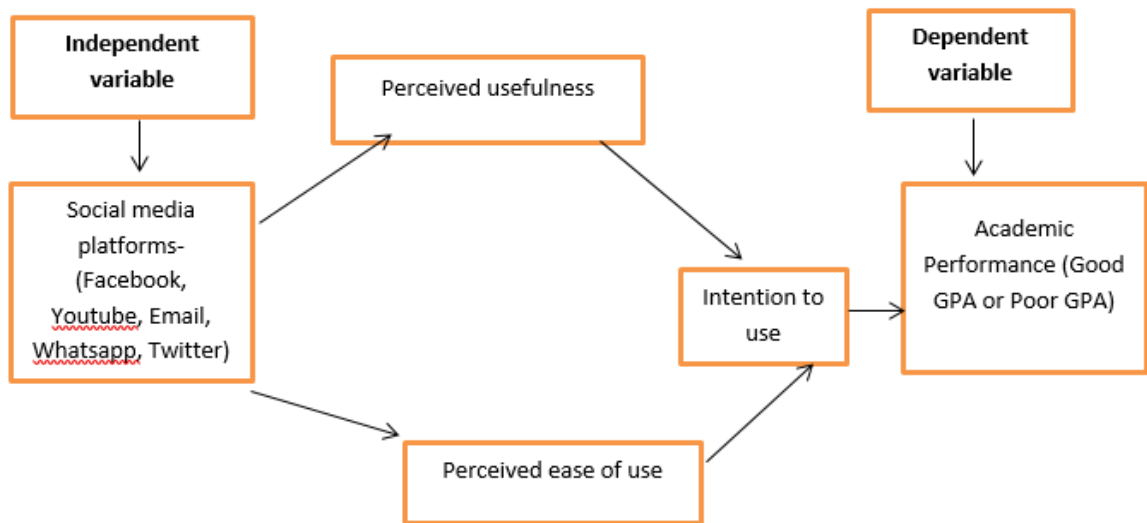 Independent
variable
Perceived usefulness
Dependent
variable
Social media
platforms-
(Facebook,
Youtube, Email,
Whatsapp, Twitter)
Intention to
use
Academic
Performance (Good
GPA or Poor GPA)
Perceived ease of use